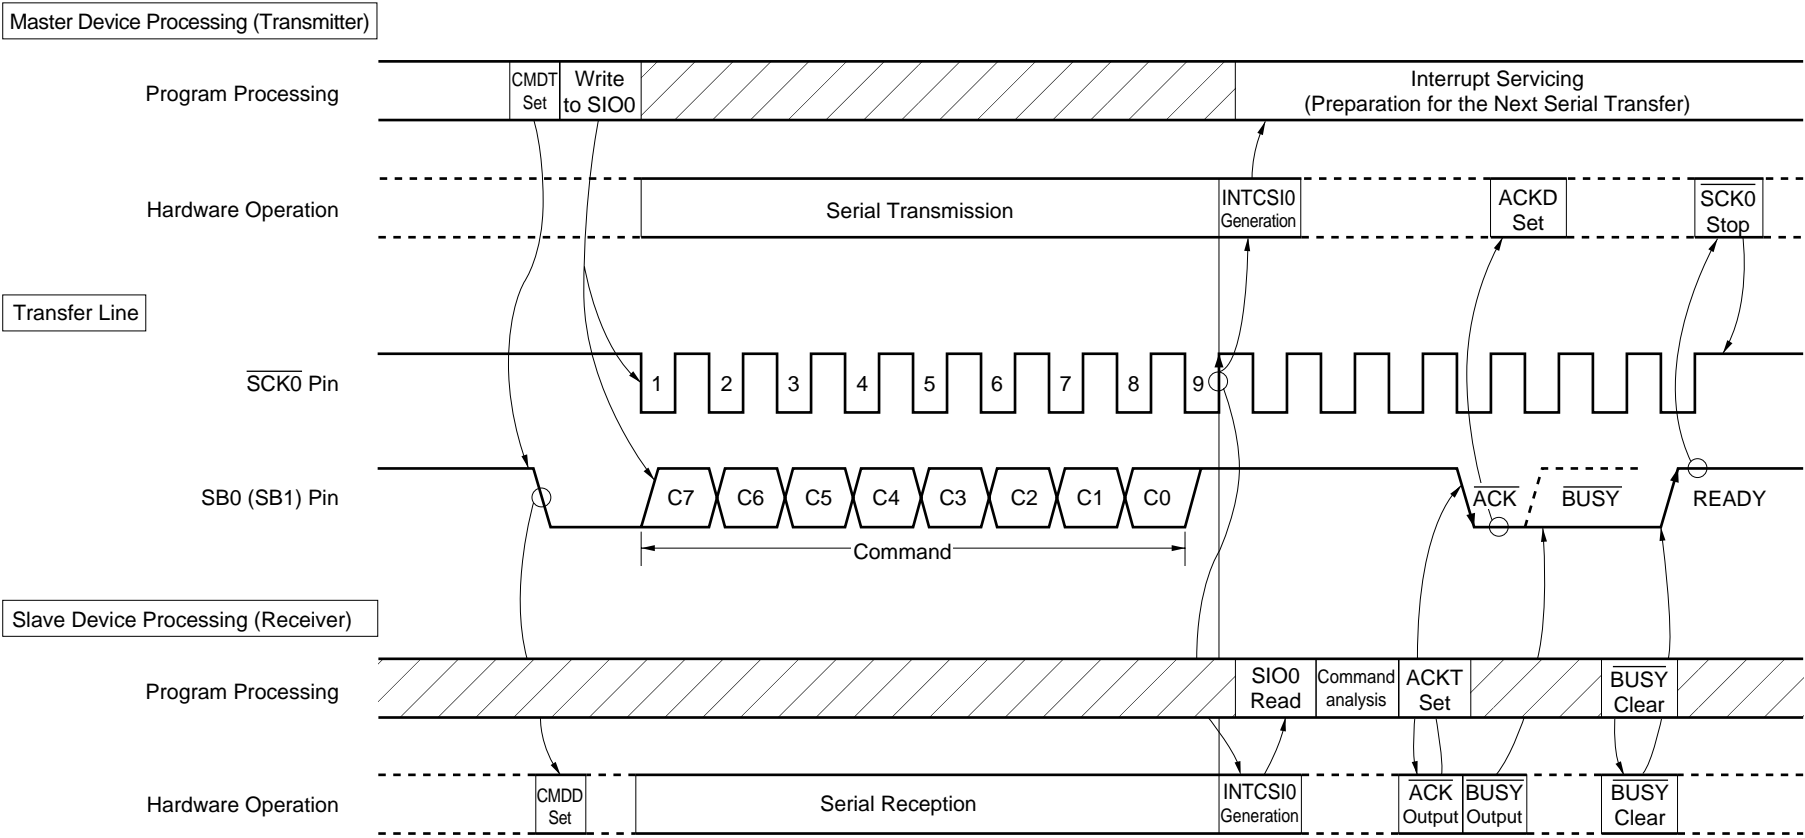 Master Device Processing (Transmitter)
Program Processing
CMDT
Set
Write
to SIO0
Interrupt Servicing
(Preparation for the Next Serial Transfer)
Hardware Operation
Serial Transmission
INTCSI0
Generation
ACKD
Set
SCK0
Stop
Transfer Line
SCK0 Pin
1 2 3 4 5 6 7 8 9
SB0 (SB1) Pin
C7 C6 C5 C4 C3 C2 C1 C0
ACK BUSY READY
Command
Slave Device Processing (Receiver)
Program Processing
SIO0
Read
Command
analysis
ACKT
Set
BUSY
Clear
Hardware Operation
CMDD
Set
Serial Reception
INTCSI0
Generation
ACK
Output
BUSY
Output
BUSY
Clear